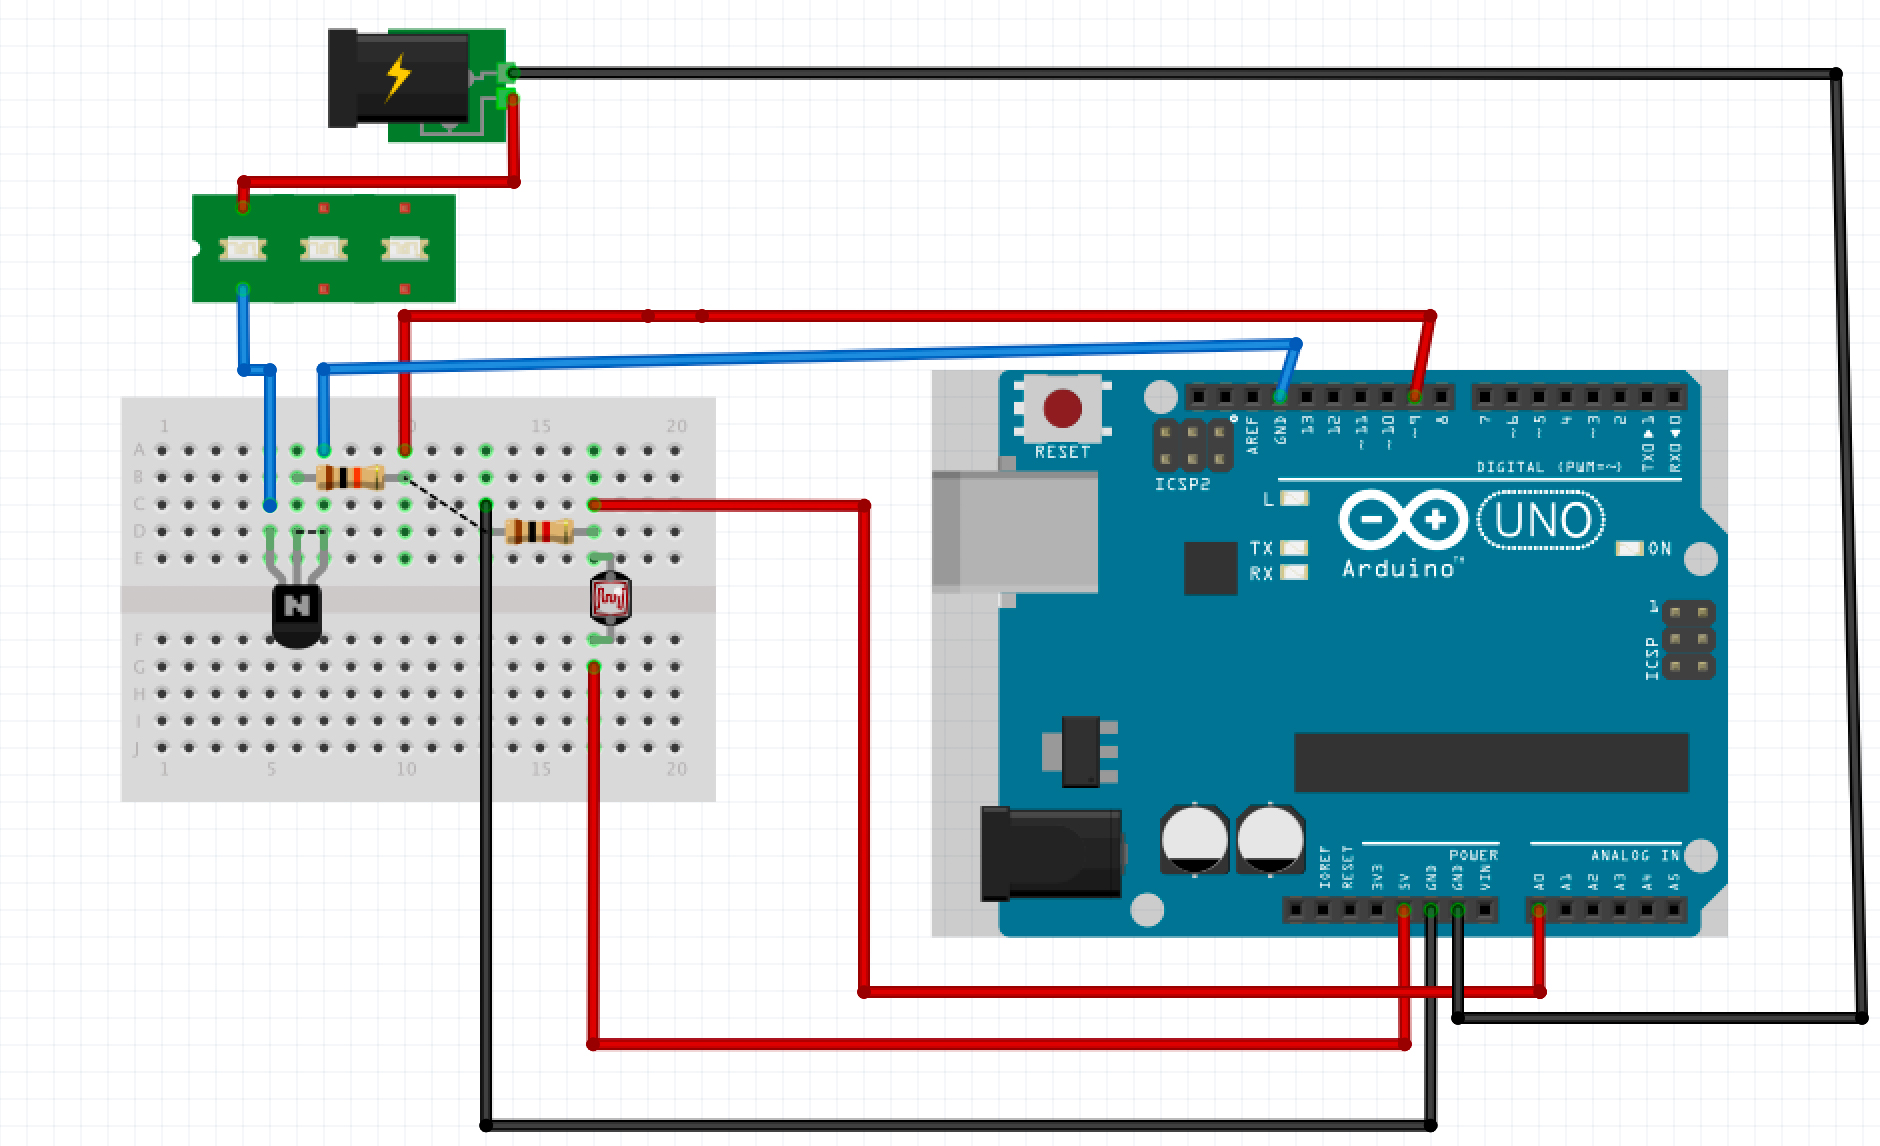 1 10 15 20
A
B
C
D
E
F
G
H
I
J
1 5 10 15 20
N
RESET
ICSP2
AREF
GND
13
12
~11
~10
~9
8
7
~6
~5
4
~3
2
TX0▶1
RX0◀0
DIGITAL (PWM=~)
L
TX
RX
UNO
Arduino™
ON
1
ICSP
POWER
ANALOG IN
IOREF
RESET
3V3
5V
GND
GND
VIN
A0
A1
A2
A3
A4
A5